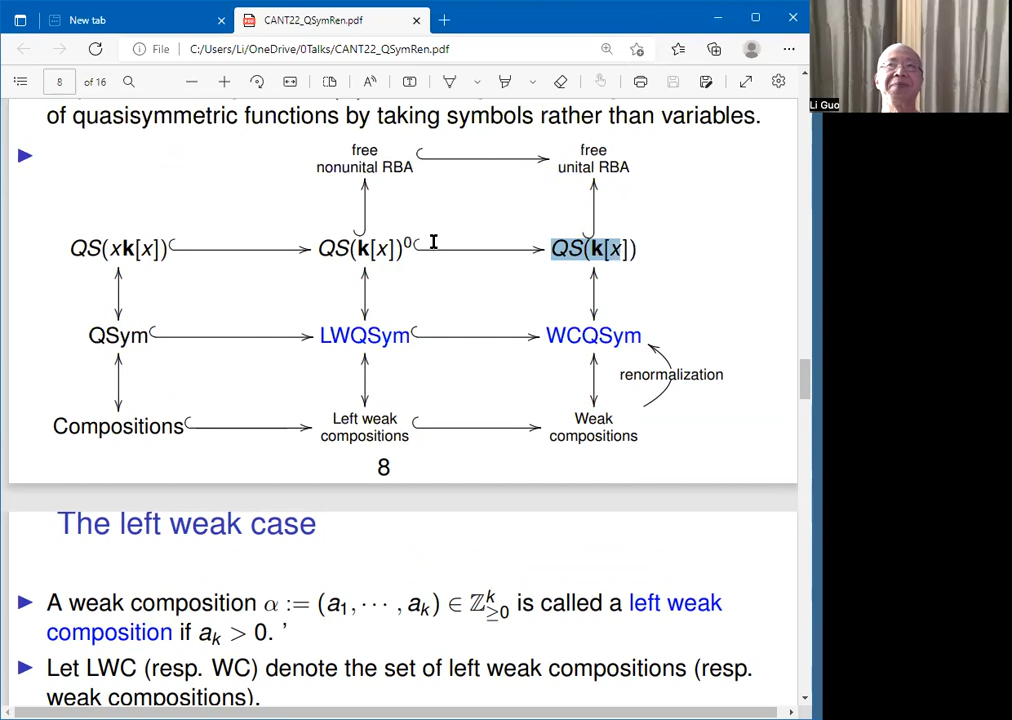 New tab
CANT22_QSymRen.pdf
File
C:/Users/Li/OneDrive/0Talks/CANT22_QSymRen.pdf
8 of 16
Li Guo
of quasisymmetric functions by taking symbols rather than variables.
free
nonunital RBA
free
unital RBA
QS(xk[x])
QS(k[x])⁰
QS(k[x])
QSym
LWQSym
WCQSym
renormalization
Compositions
Left weak
compositions
Weak
compositions
8
The left weak case
A weak composition α := (a₁, ⋯ , aₖ) ∈ ℤ^k_{≥0} is called a left weak
composition if aₖ > 0. ’
Let LWC (resp. WC) denote the set of left weak compositions (resp.
weak compositions).